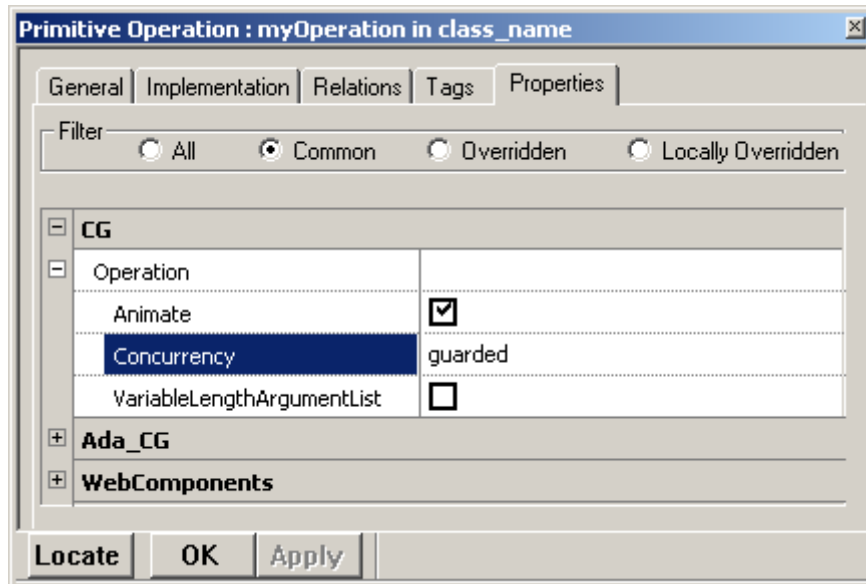 Primitive Operation : myOperation in class_name
General Implementation Relations Tags Properties
Filter
All Common Overridden Locally Overridden
CG
Operation
Animate
Concurrency guarded
VariableLengthArgumentList
Ada_CG
WebComponents
Locate OK Apply